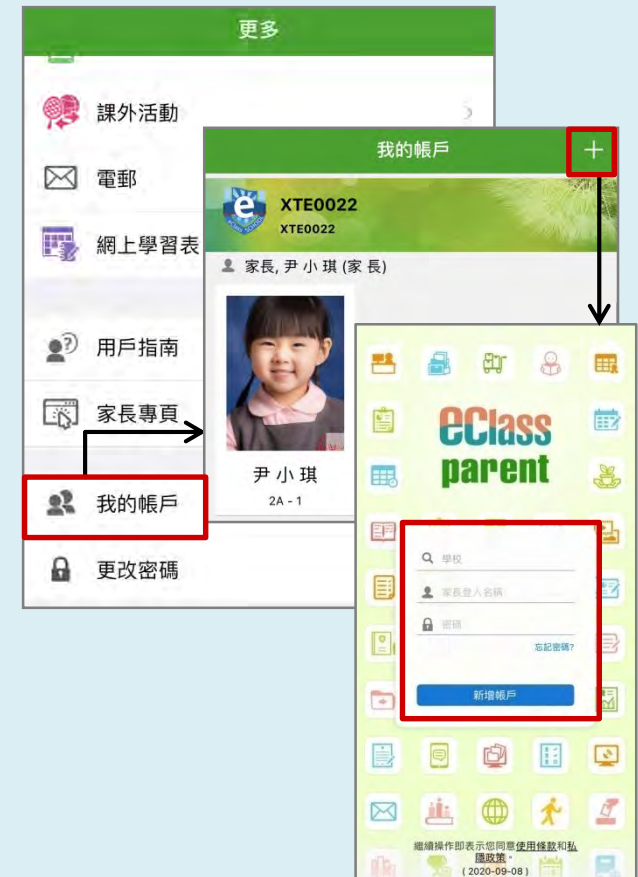 更多
課外活動
電郵
網上學習表
用戶指南
家長專頁
我的帳戶
更改密碼
我的帳戶
XTE0022
XTE0022
家長, 尹小琪 (家長)
尹小琪
2A - 1
eClass
parent
學校
家長登入名稱
密碼
忘記密碼?
新增帳戶
繼續操作即表示您同意使用條款和私
隱政策。
( 2020-09-08 )